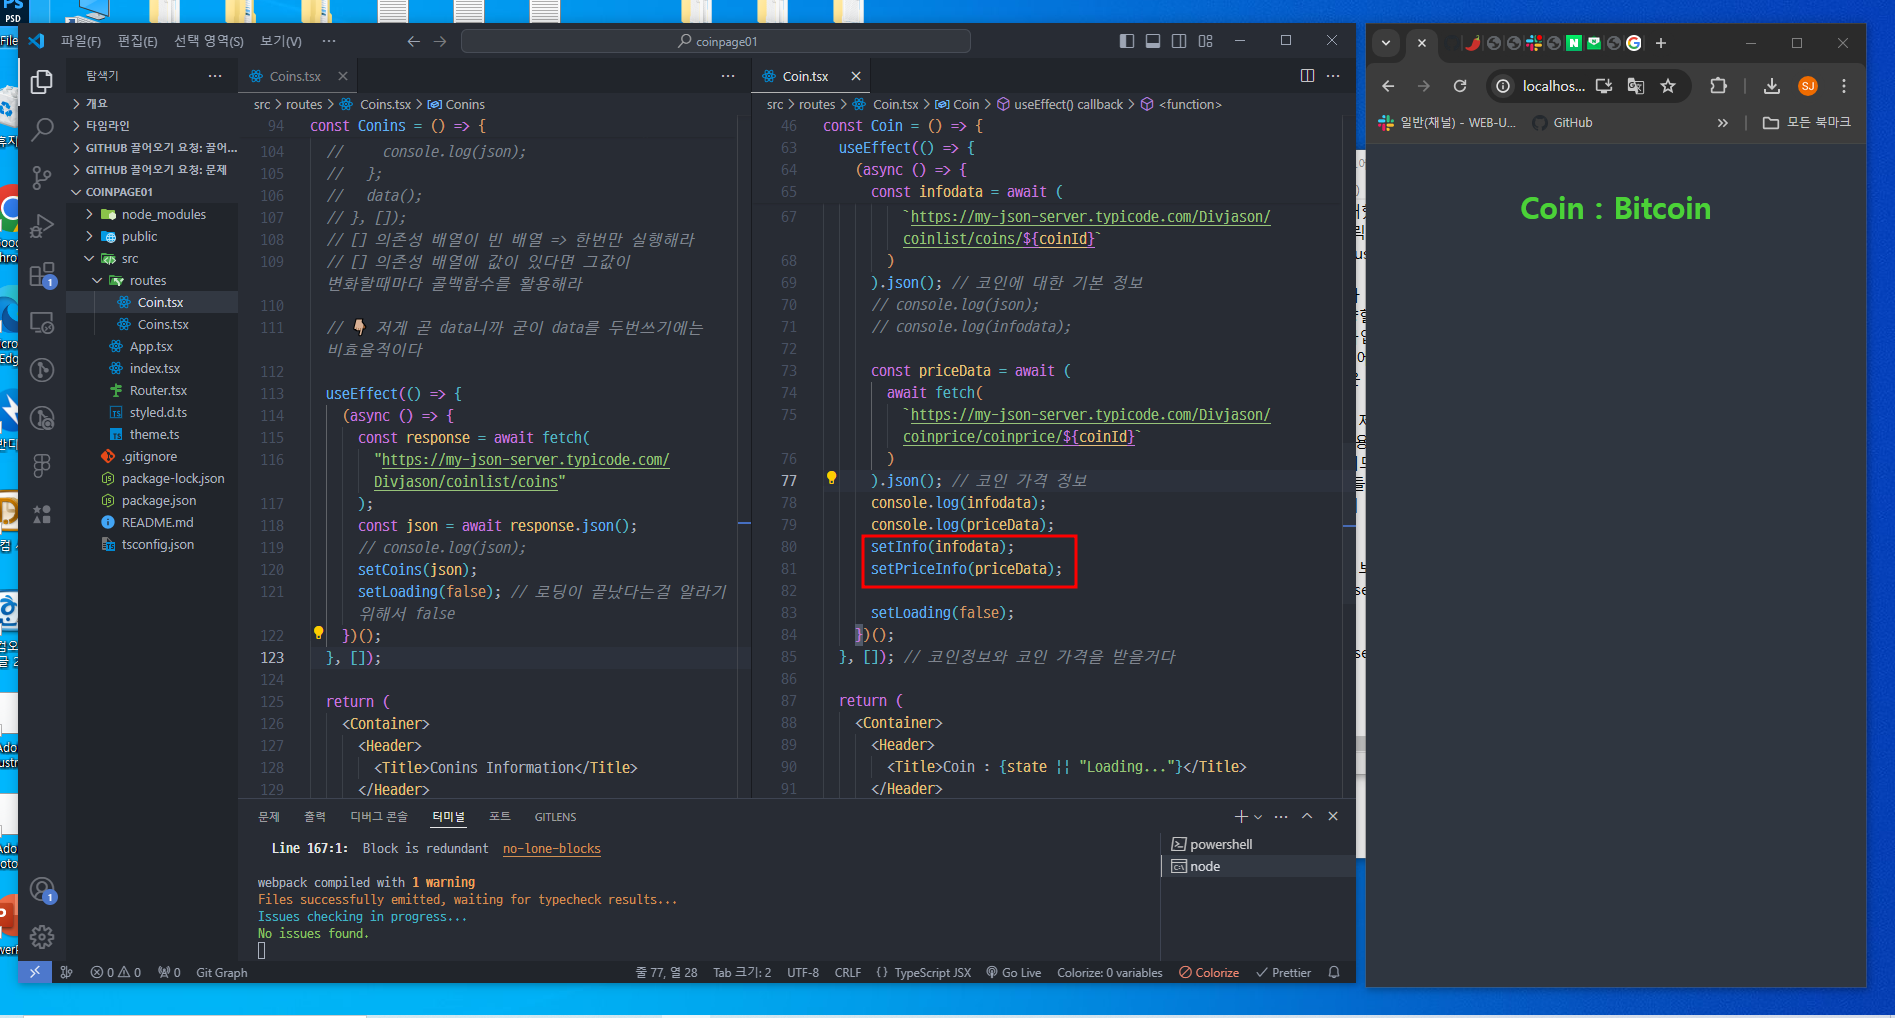 PS
PSD
File
파일(F) 편집(E) 선택 영역(S) 보기(V) ···
coinpage01
탐색기
개요
타임라인
GITHUB 끌어오기 요청: 끌어...
GITHUB 끌어오기 요청: 문제
COINPAGE01
node_modules
public
src
routes
Coin.tsx
Coins.tsx
App.tsx
index.tsx
Router.tsx
styled.d.ts
theme.ts
.gitignore
package-lock.json
package.json
README.md
tsconfig.json
Coins.tsx
src > routes > Coins.tsx > Conins
94 const Conins = () => {
104 //     console.log(json);
105 //   };
106 //   data();
107 // }, []);
108 // [] 의존성 배열이 빈 배열 => 한번만 실행해라
109 // [] 의존성 배열에 값이 있다면 그값이
변화할때마다 콜백함수를 활용해라
110
111 // 👇🏽 저게 곧 data니까 굳이 data를 두번쓰기에는
비효율적이다
112
113 useEffect(() => {
114 (async () => {
115 const response = await fetch(
116 "https://my-json-server.typicode.com/
Divjason/coinlist/coins"
117 );
118 const json = await response.json();
119 // console.log(json);
120 setCoins(json);
121 setLoading(false); // 로딩이 끝났다는걸 알라기
위해서 false
122 })();
123 }, []);
124
125 return (
126 <Container>
127 <Header>
128 <Title>Conins Information</Title>
129 </Header>
Coin.tsx
src > routes > Coin.tsx > Coin > useEffect() callback > <function>
46 const Coin = () => {
63 useEffect(() => {
64 (async () => {
65 const infodata = await (
67 `https://my-json-server.typicode.com/Divjason/
coinlist/coins/${coinId}`
68 )
69 ).json(); // 코인에 대한 기본 정보
70 // console.log(json);
71 // console.log(infodata);
72
73 const priceData = await (
74 await fetch(
75 `https://my-json-server.typicode.com/Divjason/
coinprice/coinprice/${coinId}`
76 )
77 ).json(); // 코인 가격 정보
78 console.log(infodata);
79 console.log(priceData);
80 setInfo(infodata);
81 setPriceInfo(priceData);
82
83 setLoading(false);
84 })();
85 }, []); // 코인정보와 코인 가격을 받을거다
86
87 return (
88 <Container>
89 <Header>
90 <Title>Coin : {state || "Loading..."}</Title>
91 </Header>
문제 출력 디버그 콘솔 터미널 포트 GITLENS
Line 167:1:  Block is redundant  no-lone-blocks
webpack compiled with 1 warning
Files successfully emitted, waiting for typecheck results...
Issues checking in progress...
No issues found.
powershell
node
0 0 0 Git Graph 줄 77, 열 28 Tab 크기: 2 UTF-8 CRLF {} TypeScript JSX Go Live Colorize: 0 variables Colorize Prettier
localhos...
SJ
일반(채널) - WEB-U... GitHub » 모든 북마크
Coin : Bitcoin